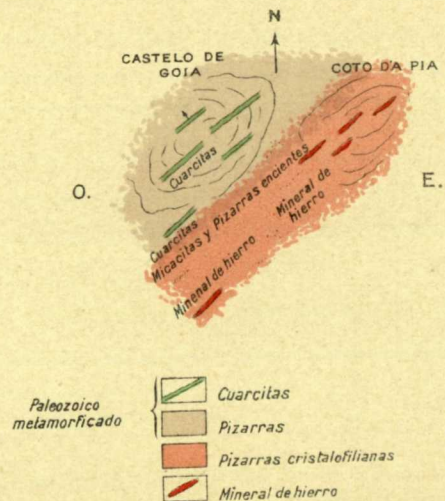 N
CASTELO DE
GOIA
COTO DA PIA
O.
E.
Cuarcitas
Cuarcitas
Micacitas y Pizarras encientes
Mineral de
hierro
Mineral de hierro
Paleozoico
metamorficado
Cuarcitas
Pizarras
Pizarras cristalofilianas
Mineral de hierro